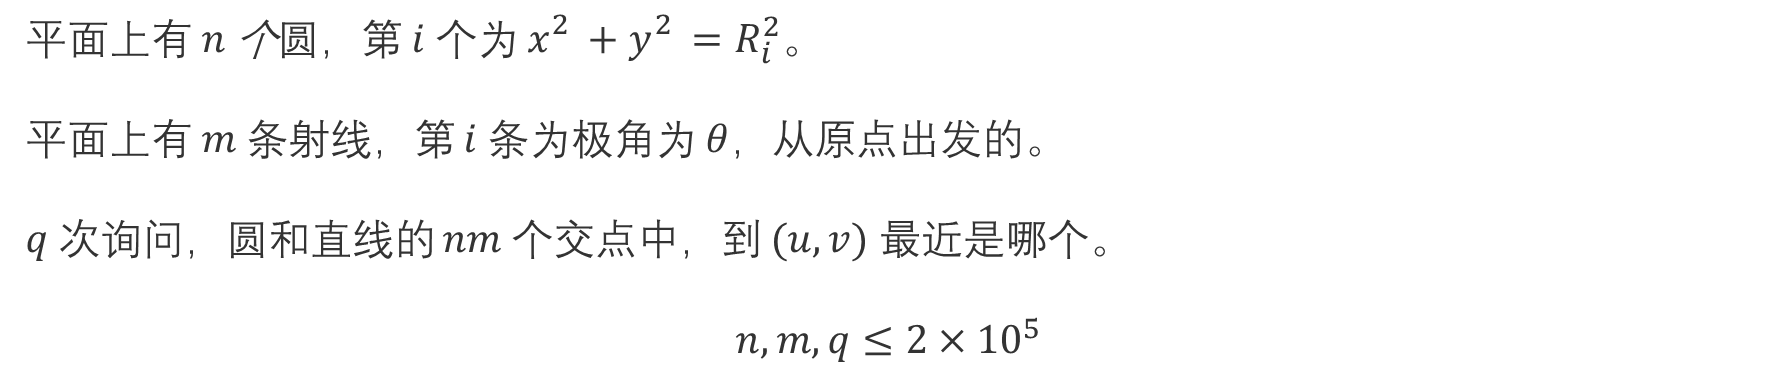 平面上有 n 个圆，第 i 个为 x² + y² = R_i²。
平面上有 m 条射线，第 i 条为极角为 θ，从原点出发的。
q 次询问，圆和直线的 nm 个交点中，到 (u, v) 最近是哪个。
n, m, q ≤ 2 × 10⁵